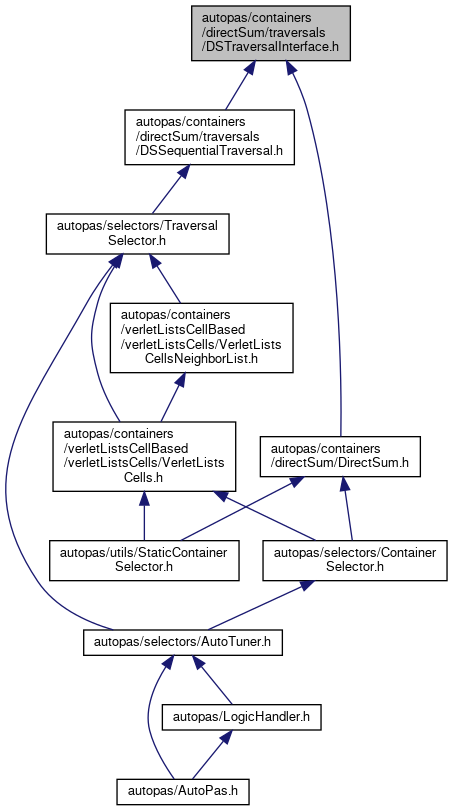 autopas/containers
/directSum/traversals
/DSTraversalInterface.h
autopas/containers
/directSum/traversals
/DSSequentialTraversal.h
autopas/selectors/Traversal
Selector.h
autopas/containers
/verletListsCellBased
/verletListsCells/VerletLists
CellsNeighborList.h
autopas/containers
/verletListsCellBased
/verletListsCells/VerletLists
Cells.h
autopas/containers
/directSum/DirectSum.h
autopas/utils/StaticContainer
Selector.h
autopas/selectors/Container
Selector.h
autopas/selectors/AutoTuner.h
autopas/LogicHandler.h
autopas/AutoPas.h